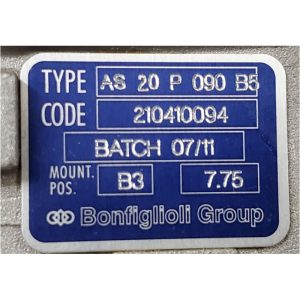 TYPE AS 20 P 090 B5
CODE 210410094
BATCH 07/11
MOUNT. POS. B3 7.75
Bonfiglioli Group